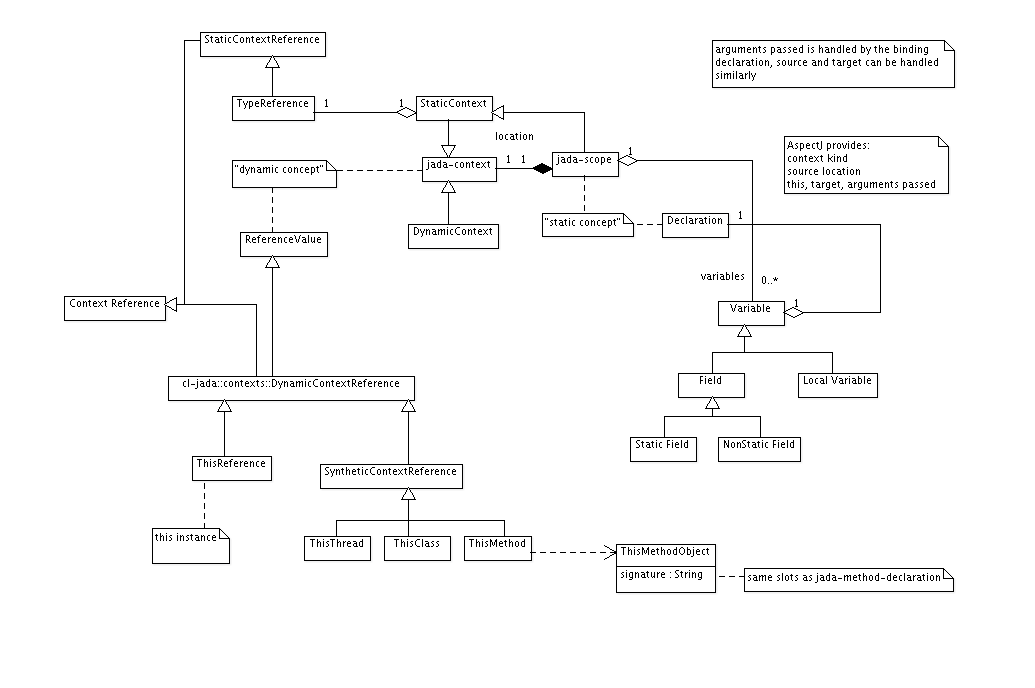 StaticContextReference
arguments passed is handled by the binding
declaration, source and target can be handled
similarly
TypeReference
1
1
StaticContext
location
AspectJ provides:
context kind
source location
this, target, arguments passed
"dynamic concept"
jada-context
1 1
jada-scope
1
DynamicContext
"static concept"
Declaration
1
ReferenceValue
variables
0..*
Context Reference
Variable
1
cl-jada::contexts::DynamicContextReference
Field
Local Variable
Static Field
NonStatic Field
ThisReference
SyntheticContextReference
this instance
ThisThread
ThisClass
ThisMethod
ThisMethodObject
signature : String
same slots as jada-method-declaration